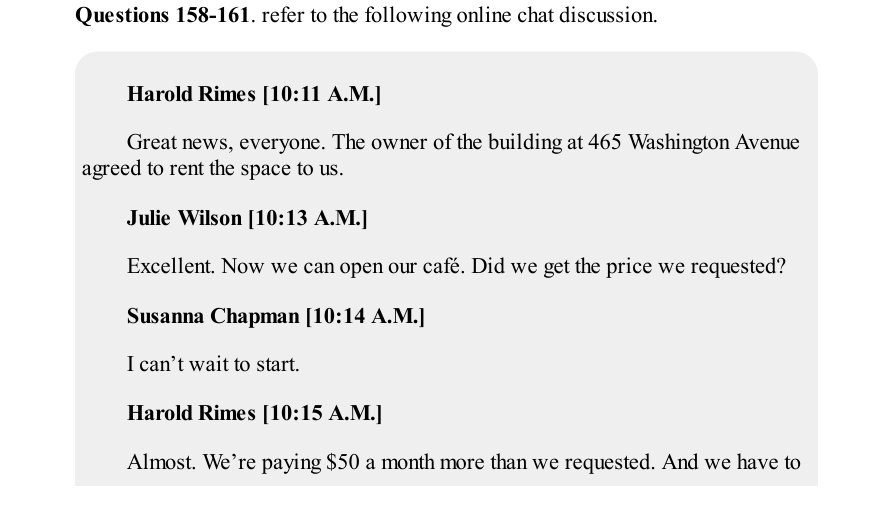 Questions 158-161. refer to the following online chat discussion.
Harold Rimes [10:11 A.M.]
Great news, everyone. The owner of the building at 465 Washington Avenue
agreed to rent the space to us.
Julie Wilson [10:13 A.M.]
Excellent. Now we can open our café. Did we get the price we requested?
Susanna Chapman [10:14 A.M.]
I can’t wait to start.
Harold Rimes [10:15 A.M.]
Almost. We’re paying $50 a month more than we requested. And we have to